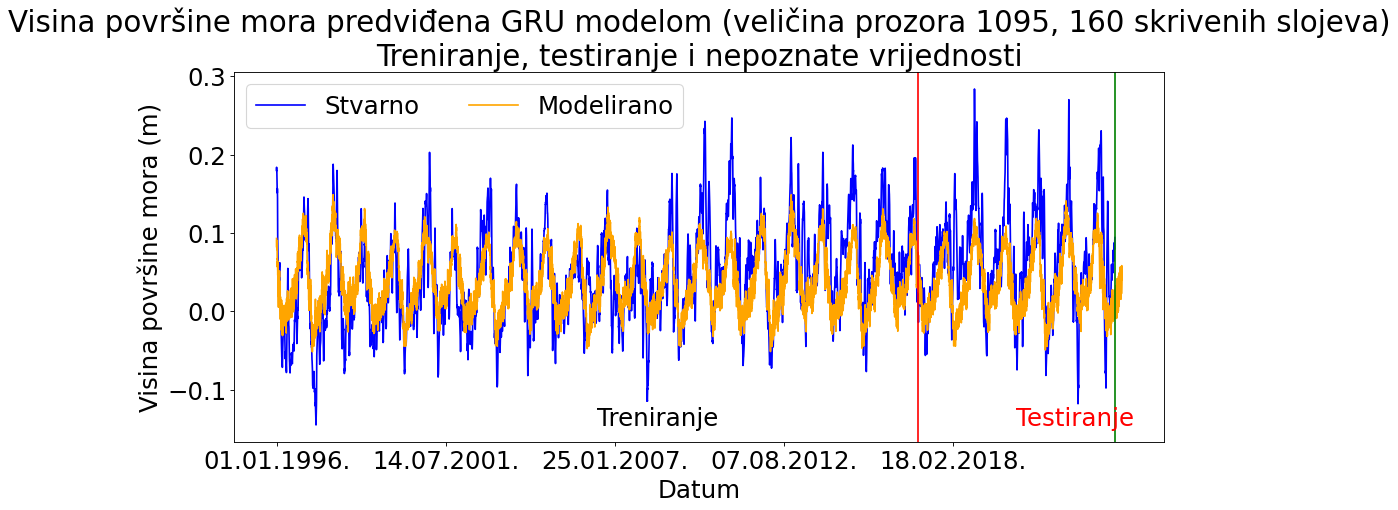 Visina površine mora predviđena GRU modelom (veličina prozora 1095, 160 skrivenih slojeva)
Treniranje, testiranje i nepoznate vrijednosti
Visina površine mora (m)
0.3
0.2
0.1
0.0
−0.1
Stvarno
Modelirano
Treniranje
Testiranje
01.01.1996.
14.07.2001.
25.01.2007.
07.08.2012.
18.02.2018.
Datum